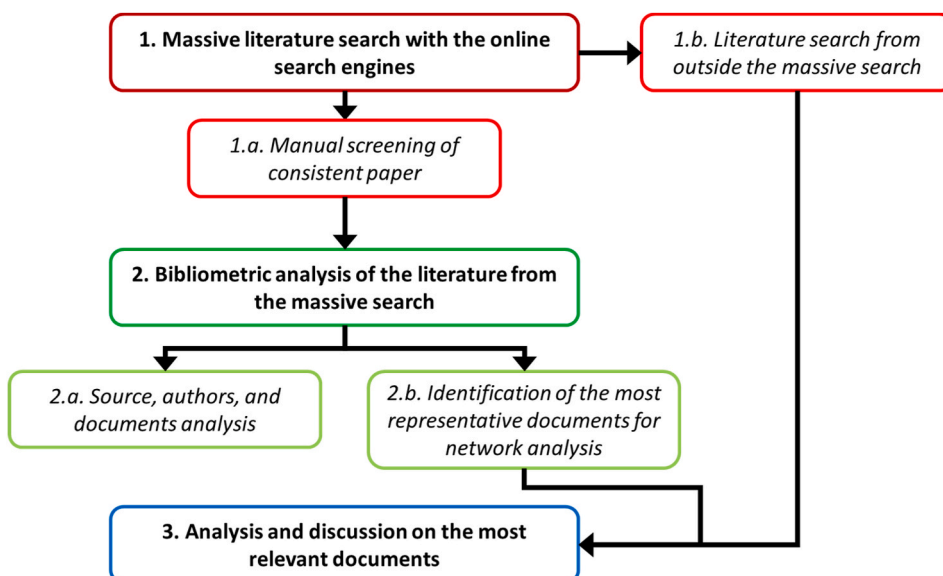 1. Massive literature search with the online
search engines
1.b. Literature search from
outside the massive search
1.a. Manual screening of
consistent paper
2. Bibliometric analysis of the literature from
the massive search
2.a. Source, authors, and
documents analysis
2.b. Identification of the most
representative documents for
network analysis
3. Analysis and discussion on the most
relevant documents